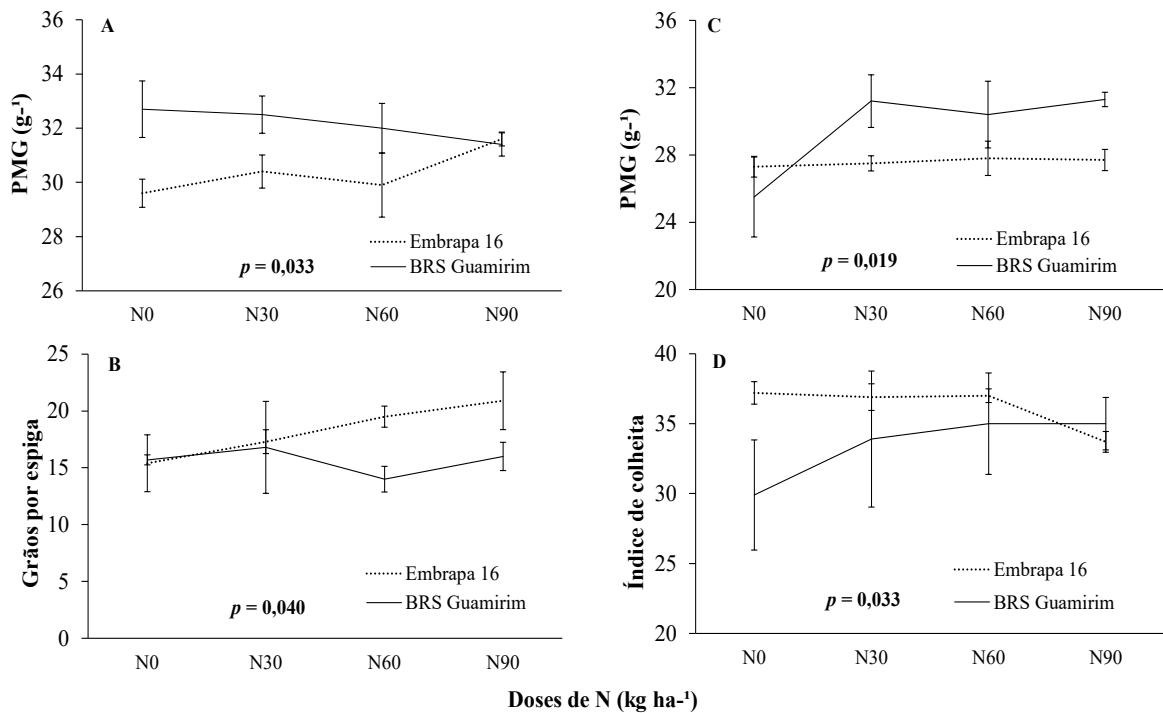 A
PMG (g-¹)
34
32
30
28
26
Embrapa 16
BRS Guamirim
p = 0,033
N0 N30 N60 N90
C
PMG (g-¹)
36
32
28
24
20
Embrapa 16
BRS Guamirim
p = 0,019
N0 N30 N60 N90
B
Grãos por espiga
25
20
15
10
5
0
Embrapa 16
BRS Guamirim
p = 0,040
N0 N30 N60 N90
D
Índice de colheita
40
35
30
25
20
Embrapa 16
BRS Guamirim
p = 0,033
N0 N30 N60 N90
Doses de N (kg ha-¹)